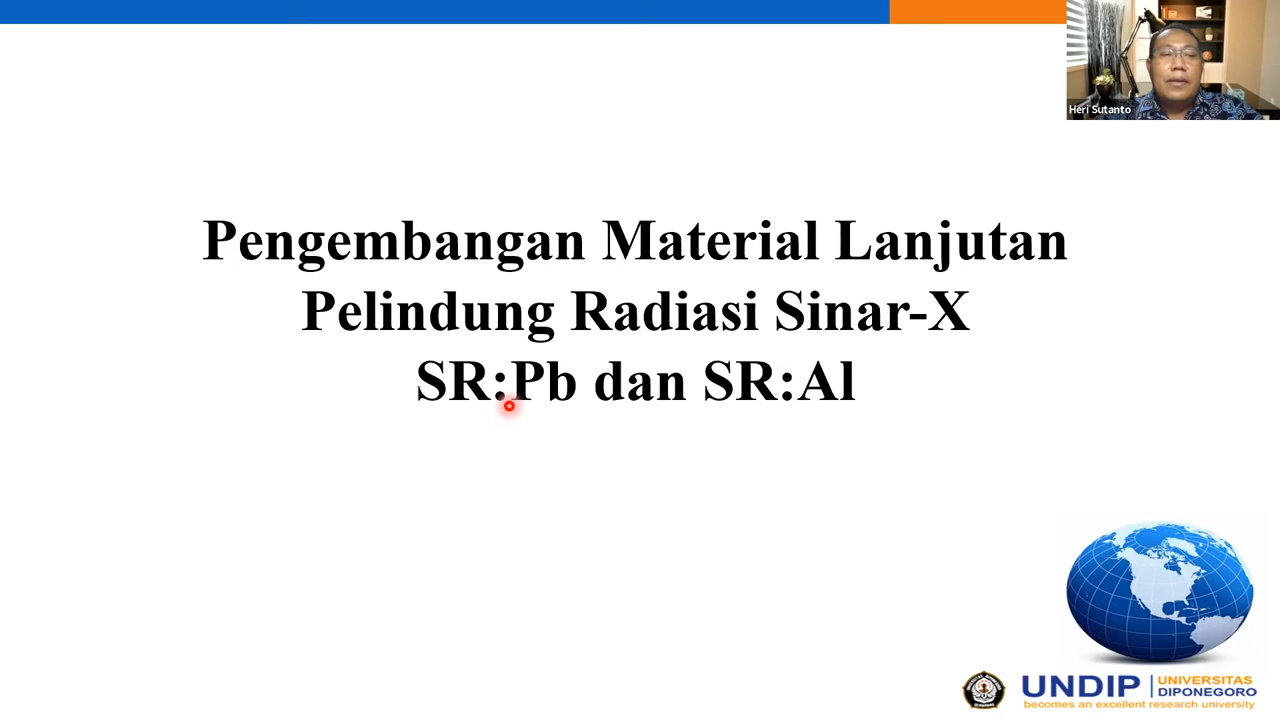 Heri Sutanto
Pengembangan Material Lanjutan
Pelindung Radiasi Sinar-X
SR:Pb dan SR:Al
UNDIP
UNIVERSITAS
DIPONEGORO
becomes an excellent research university